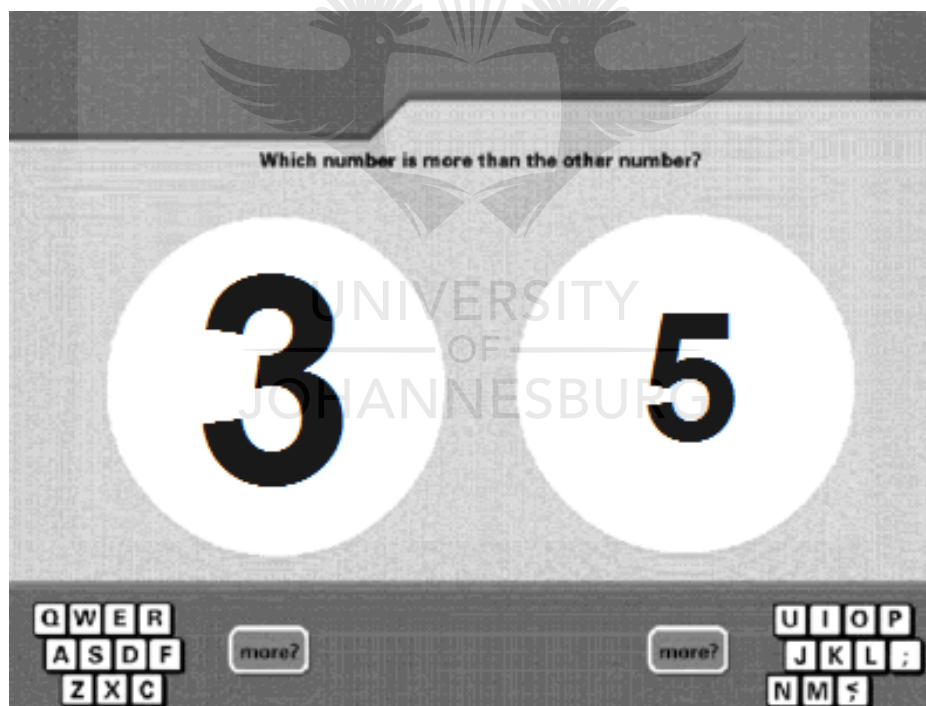 Which number is more than the other number?
3 5
UNIVERSITY
OF
JOHANNESBURG
Q W E R
A S D F
Z X C
more?
more?
U I O P
J K L ;
N M